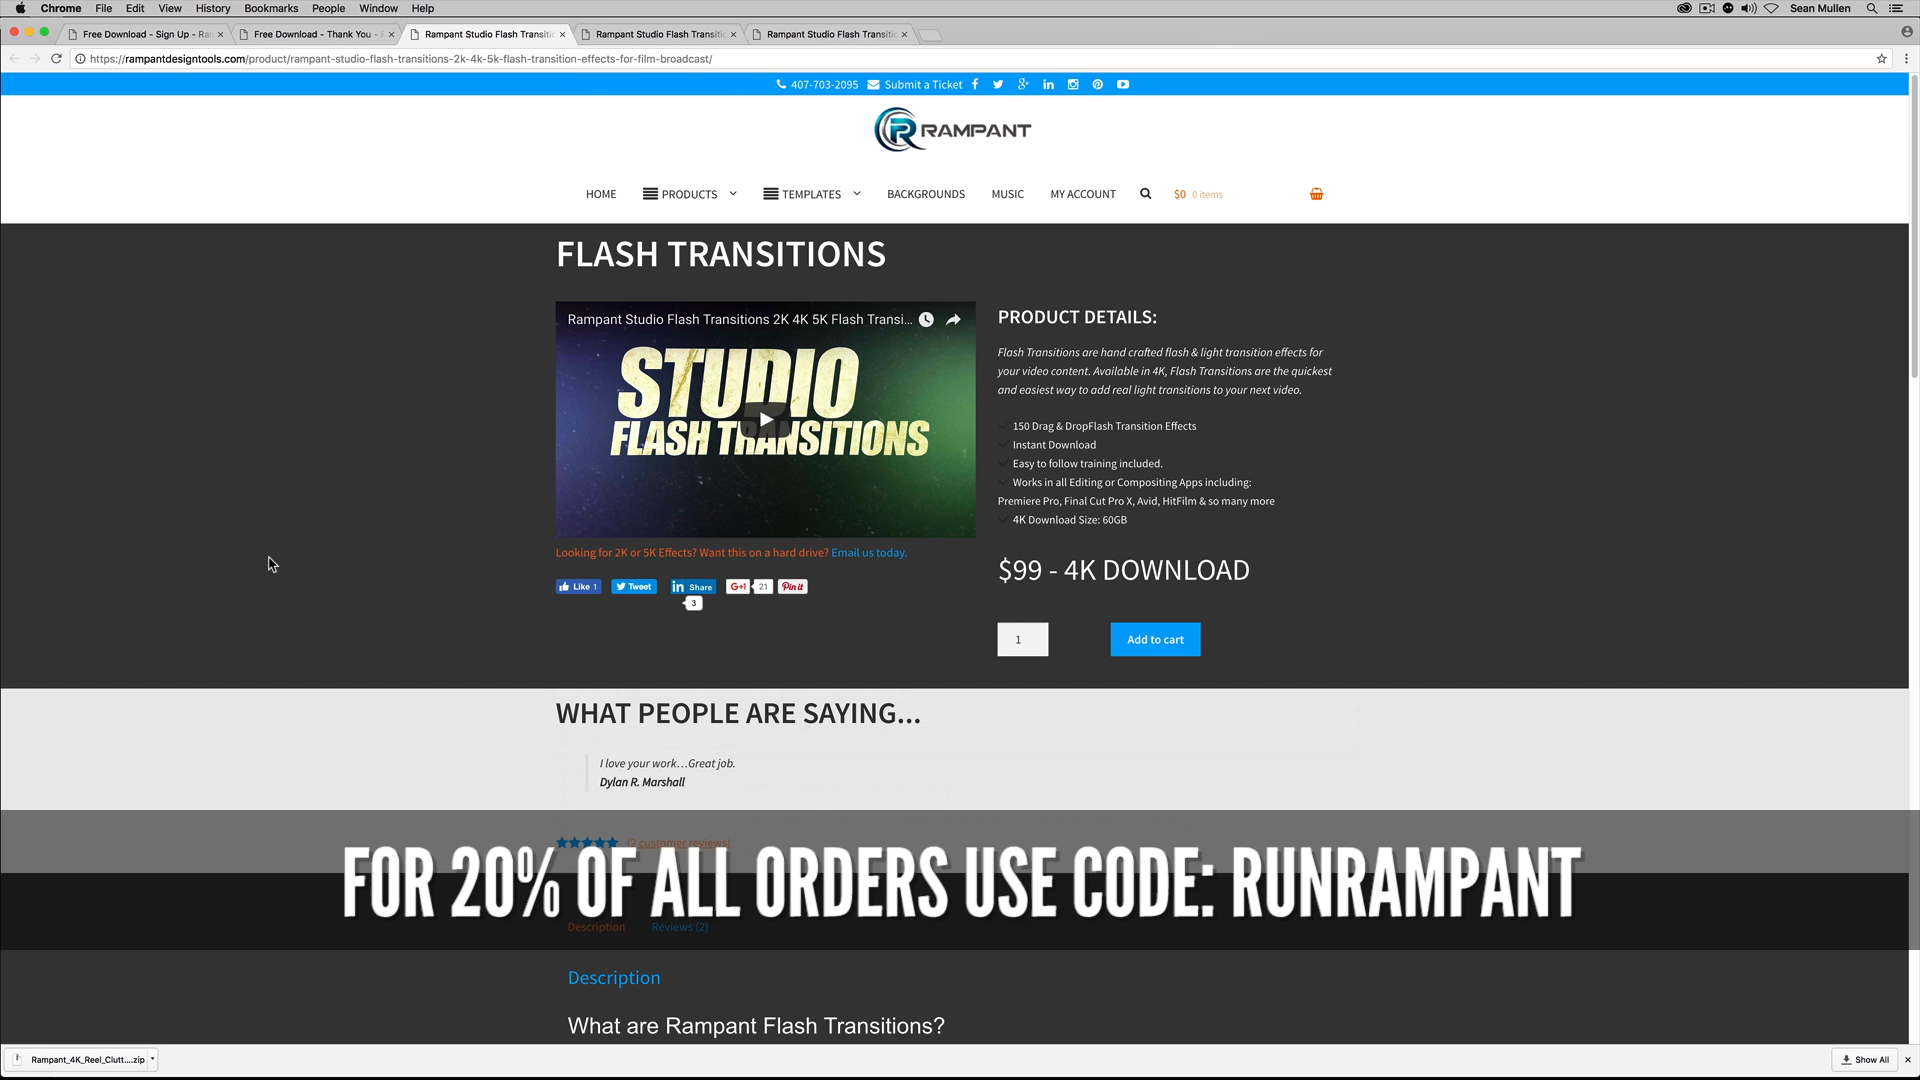 Chrome File Edit View History Bookmarks People Window Help Sean Mullen
Free Download - Sign Up - Ra Free Download - Thank You - Rampant Studio Flash Transitio Rampant Studio Flash Transitio Rampant Studio Flash Transitio
https://rampantdesigntools.com/product/rampant-studio-flash-transitions-2k-4k-5k-flash-transition-effects-for-film-broadcast/
407-703-2095 Submit a Ticket
RAMPANT
HOME PRODUCTS TEMPLATES BACKGROUNDS MUSIC MY ACCOUNT $0 0 items
FLASH TRANSITIONS
Rampant Studio Flash Transitions 2K 4K 5K Flash Transi...
STUDIO
FLASH TRANSITIONS
Looking for 2K or 5K Effects? Want this on a hard drive? Email us today.
Like 1 Tweet in Share G+1 21 Pin it
3
PRODUCT DETAILS:
Flash Transitions are hand crafted flash & light transition effects for
your video content. Available in 4K, Flash Transitions are the quickest
and easiest way to add real light transitions to your next video.
150 Drag & DropFlash Transition Effects
Instant Download
Easy to follow training included.
Works in all Editing or Compositing Apps including:
Premiere Pro, Final Cut Pro X, Avid, HitFilm & so many more
4K Download Size: 60GB
$99 - 4K DOWNLOAD
1 Add to cart
WHAT PEOPLE ARE SAYING...
I love your work…Great job.
Dylan R. Marshall
(2 customer reviews)
FOR 20% OF ALL ORDERS USE CODE: RUNRAMPANT
Description Reviews (2)
Description
What are Rampant Flash Transitions?
Rampant_4K_Reel_Clutt....zip Show All